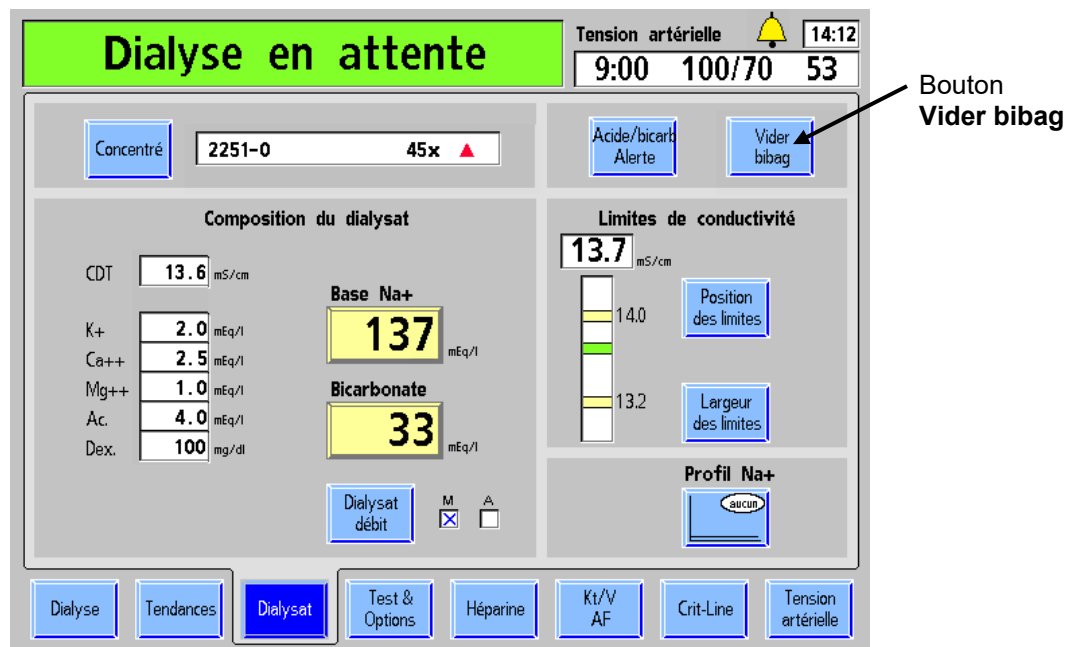 Dialyse en attente
Tension artérielle
14:12
9:00 100/70 53
Bouton
Vider bibag
Concentré
2251-0 45x
Acide/bicarb
Alerte
Vider
bibag
Composition du dialysat
CDT 13.6 mS/cm
K+ 2.0 mEq/l
Ca++ 2.5 mEq/l
Mg++ 1.0 mEq/l
Ac. 4.0 mEq/l
Dex. 100 mg/dl
Base Na+
137 mEq/l
Bicarbonate
33 mEq/l
Dialysat
débit
M A
Limites de conductivité
13.7 mS/cm
14.0
13.2
Position
des limites
Largeur
des limites
Profil Na+
aucun
Dialyse
Tendances
Dialysat
Test &
Options
Héparine
Kt/V
AF
Crit-Line
Tension
artérielle